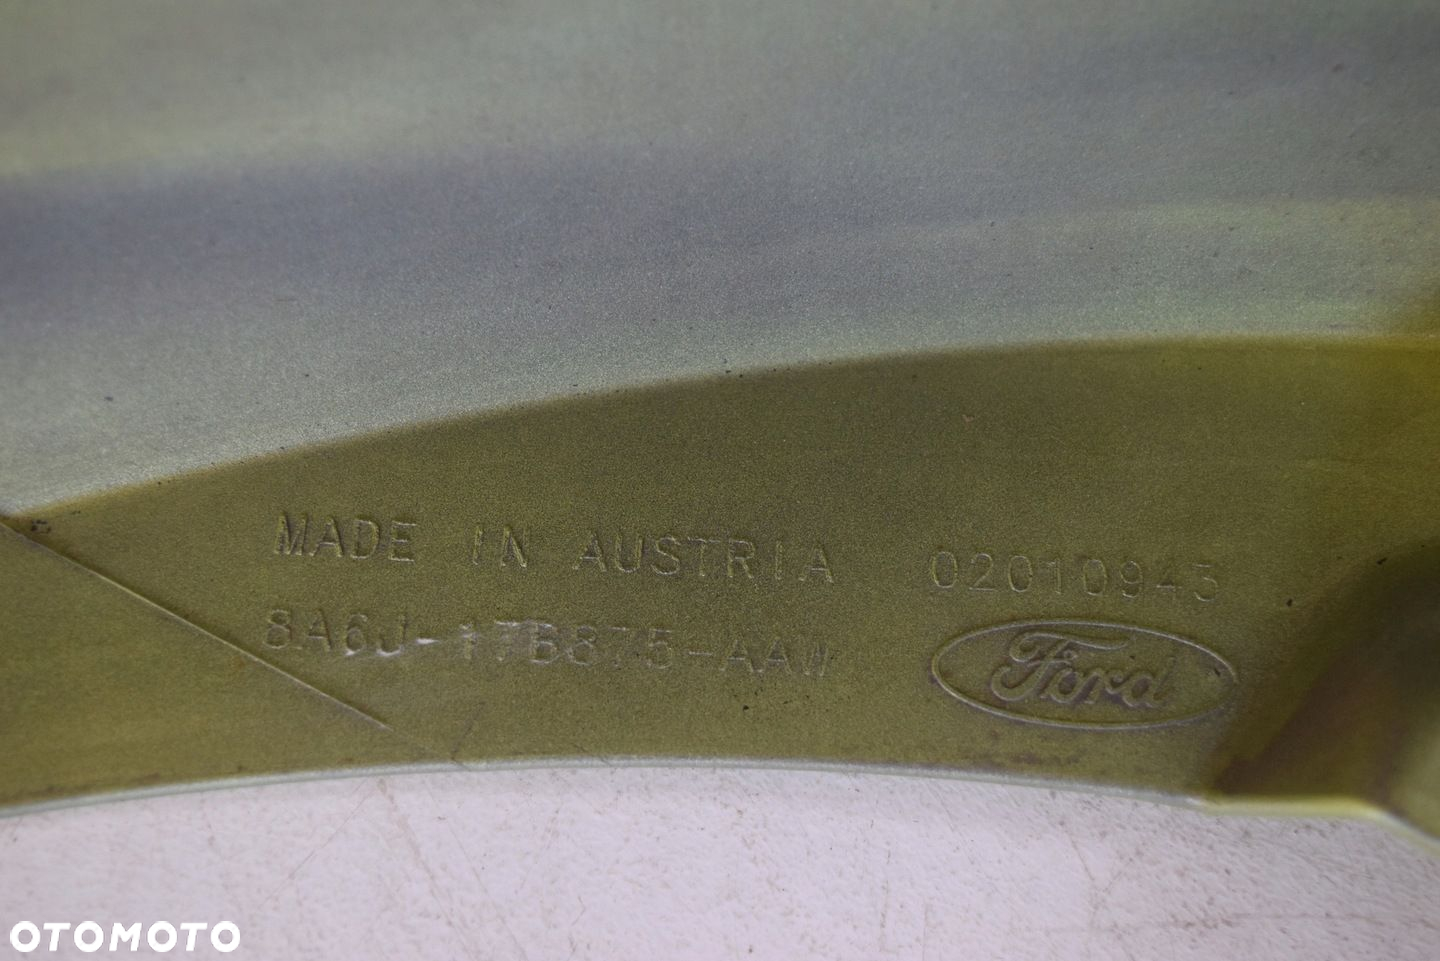 MADE IN AUSTRIA 02010943
8A6J-17B875-AAW
Ford
OTOMOTO